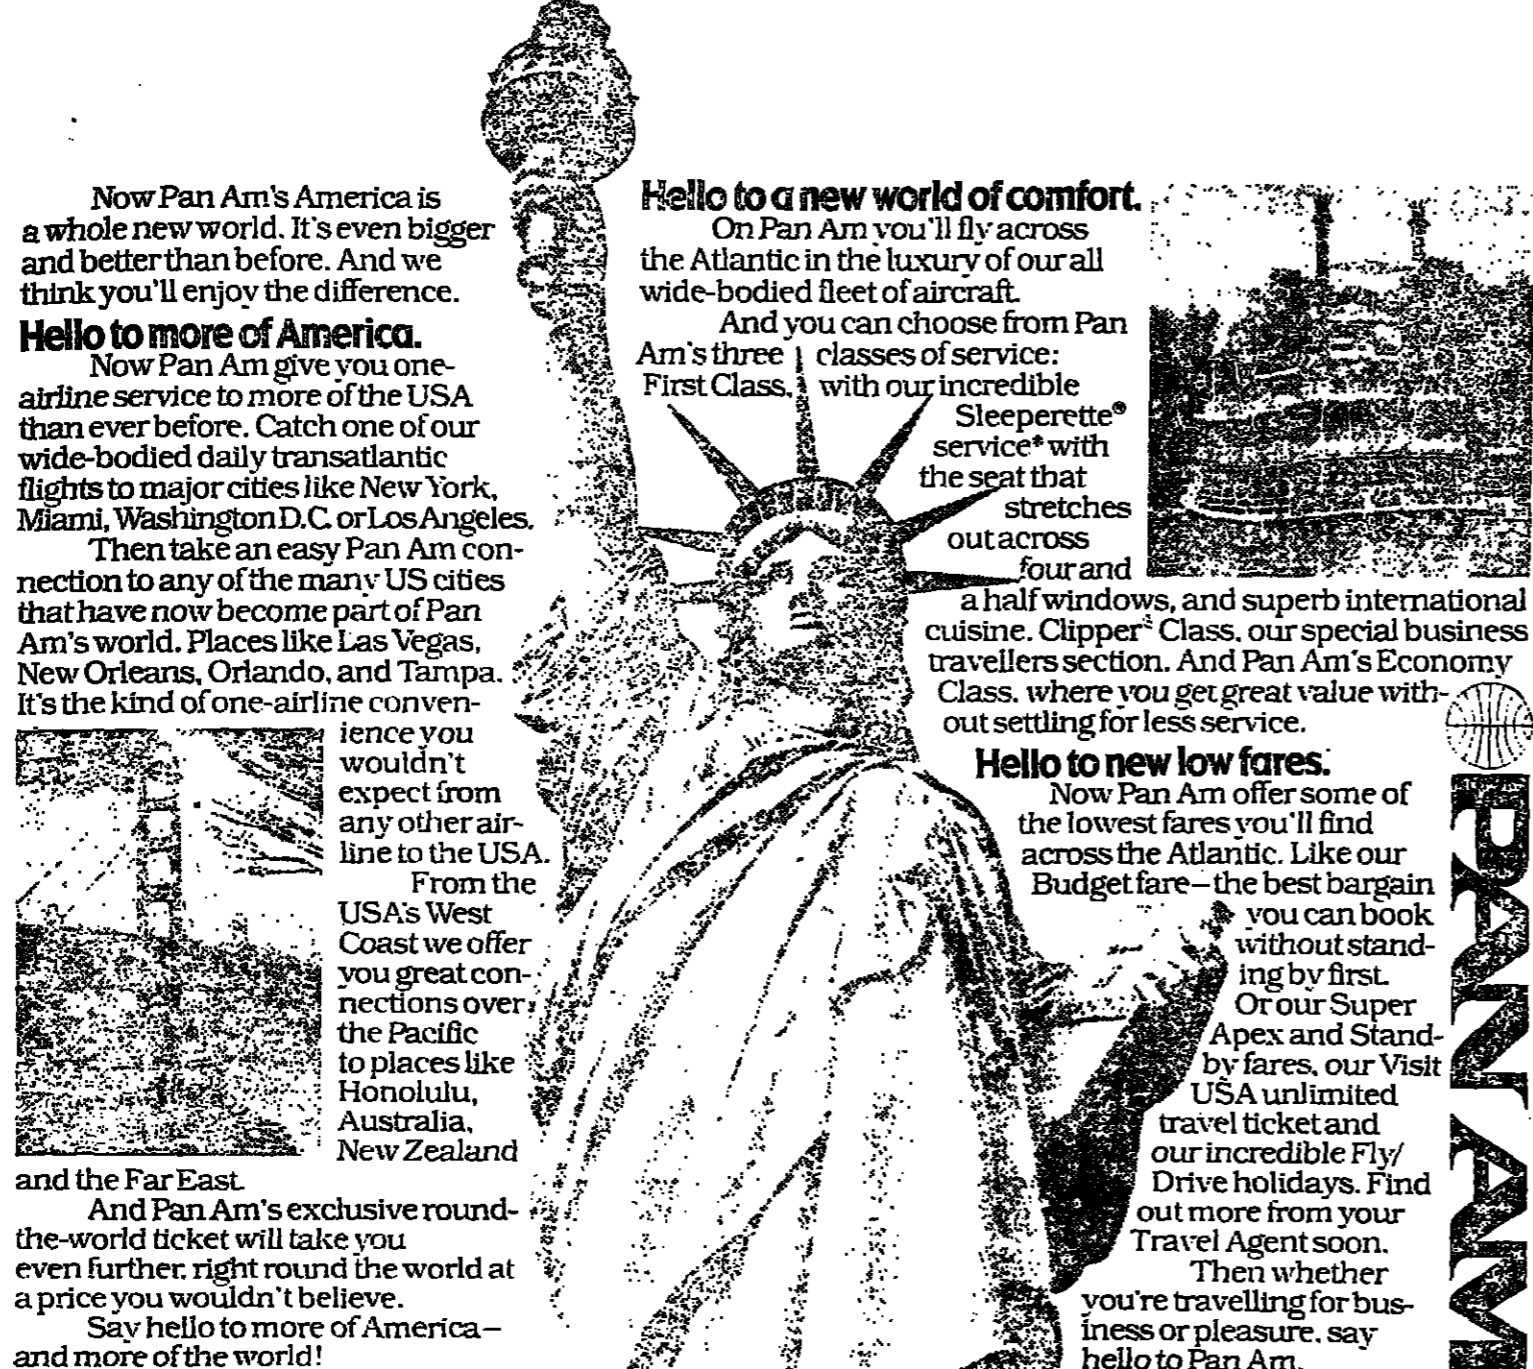 Now Pan Am's America is
a whole new world. It's even bigger
and better than before. And we
think you'll enjoy the difference.
Hello to more of America.
Now Pan Am give you one-
airline service to more of the USA
than ever before. Catch one of our
wide-bodied daily transatlantic
flights to major cities like New York,
Miami, Washington D.C. or Los Angeles.
Then take an easy Pan Am con-
nection to any of the many US cities
that have now become part of Pan
Am's world. Places like Las Vegas,
New Orleans, Orlando, and Tampa.
It's the kind of one-airline conven-
ience you
wouldn't
expect from
any other air-
line to the USA.
From the
USA's West
Coast we offer
you great con-
nections over
the Pacific
to places like
Honolulu,
Australia,
New Zealand
and the Far East.
And Pan Am's exclusive round-
the-world ticket will take you
even further, right round the world at
a price you wouldn't believe.
Say hello to more of America—
and more of the world!
Hello to a new world of comfort.
On Pan Am you'll fly across
the Atlantic in the luxury of our all
wide-bodied fleet of aircraft.
And you can choose from Pan
Am's three classes of service:
First Class, with our incredible
Sleeperette®
service* with
the seat that
stretches
out across
four and
a half windows, and superb international
cuisine. Clipper® Class, our special business
travellers section. And Pan Am's Economy
Class, where you get great value with-
out settling for less service.
Hello to new low fares.
Now Pan Am offer some of
the lowest fares you'll find
across the Atlantic. Like our
Budget fare—the best bargain
you can book
without stand-
ing by first.
Or our Super
Apex and Stand-
by fares, our Visit
USA unlimited
travel ticket and
our incredible Fly/
Drive holidays. Find
out more from your
Travel Agent soon.
Then whether
you're travelling for bus-
iness or pleasure, say
hello to Pan Am.
PAN AM